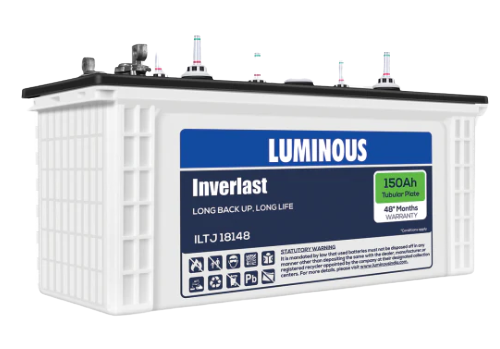 LUMINOUS
Inverlast
LONG BACK UP, LONG LIFE
ILTJ 18148
150Ah
Tubular Plate
48* Months
WARRANTY
*Conditions apply
STATUTORY WARNING
It is mandated by law that used batteries must not be disposed off in any
manner other than depositing the same with the dealer, manufacturer or
registered recycler appointed by the company at their designated collection
centers. For more details, please visit www.luminousindia.com
Pb